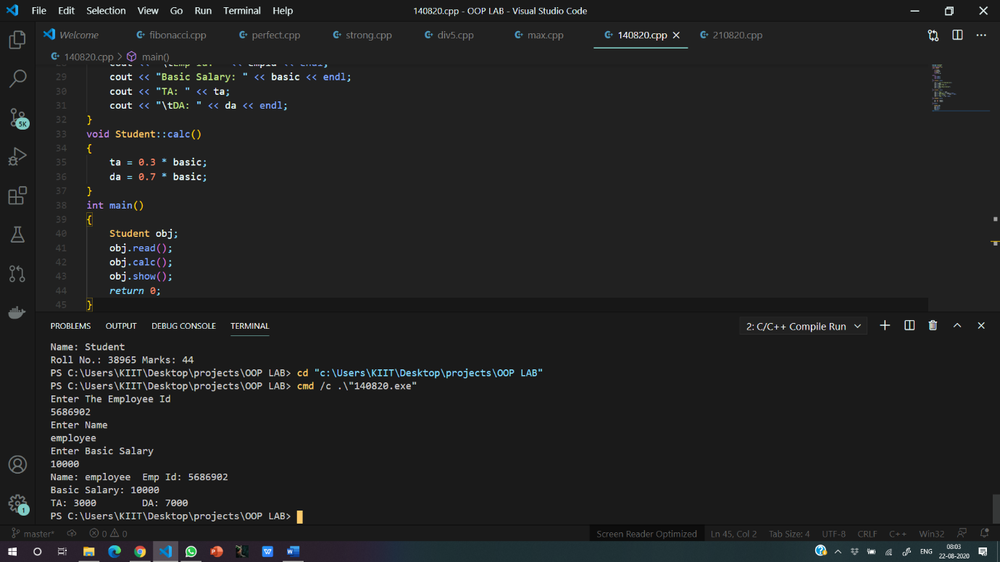 File Edit Selection View Go Run Terminal Help 140820.cpp - OOP LAB - Visual Studio Code
Welcome fibonacci.cpp perfect.cpp strong.cpp div5.cpp max.cpp 140820.cpp 210820.cpp
140820.cpp > main()
29 cout << "Basic Salary: " << basic << endl;
30 cout << "TA: " << ta;
31 cout << "\tDA: " << da << endl;
32 }
33 void Student::calc()
34 {
35 ta = 0.3 * basic;
36 da = 0.7 * basic;
37 }
38 int main()
39 {
40 Student obj;
41 obj.read();
42 obj.calc();
43 obj.show();
44 return 0;
45 }
5K
PROBLEMS OUTPUT DEBUG CONSOLE TERMINAL 2: C/C++ Compile Run
Name: Student
Roll No.: 38965 Marks: 44
PS C:\Users\KIIT\Desktop\projects\OOP LAB> cd "c:\Users\KIIT\Desktop\projects\OOP LAB"
PS C:\Users\KIIT\Desktop\projects\OOP LAB> cmd /c .\"140820.exe"
Enter The Employee Id
5686902
Enter Name
employee
Enter Basic Salary
10000
Name: employee Emp Id: 5686902
Basic Salary: 10000
TA: 3000 DA: 7000
PS C:\Users\KIIT\Desktop\projects\OOP LAB>
1
master* 0 0 Screen Reader Optimized Ln 45, Col 2 Tab Size: 4 UTF-8 CRLF C++ Win32
ENG 08:03
22-08-2020